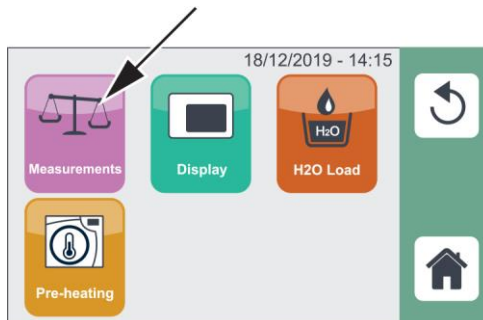 18/12/2019 - 14:15
Measurements
Display
H2O
H2O Load
Pre-heating